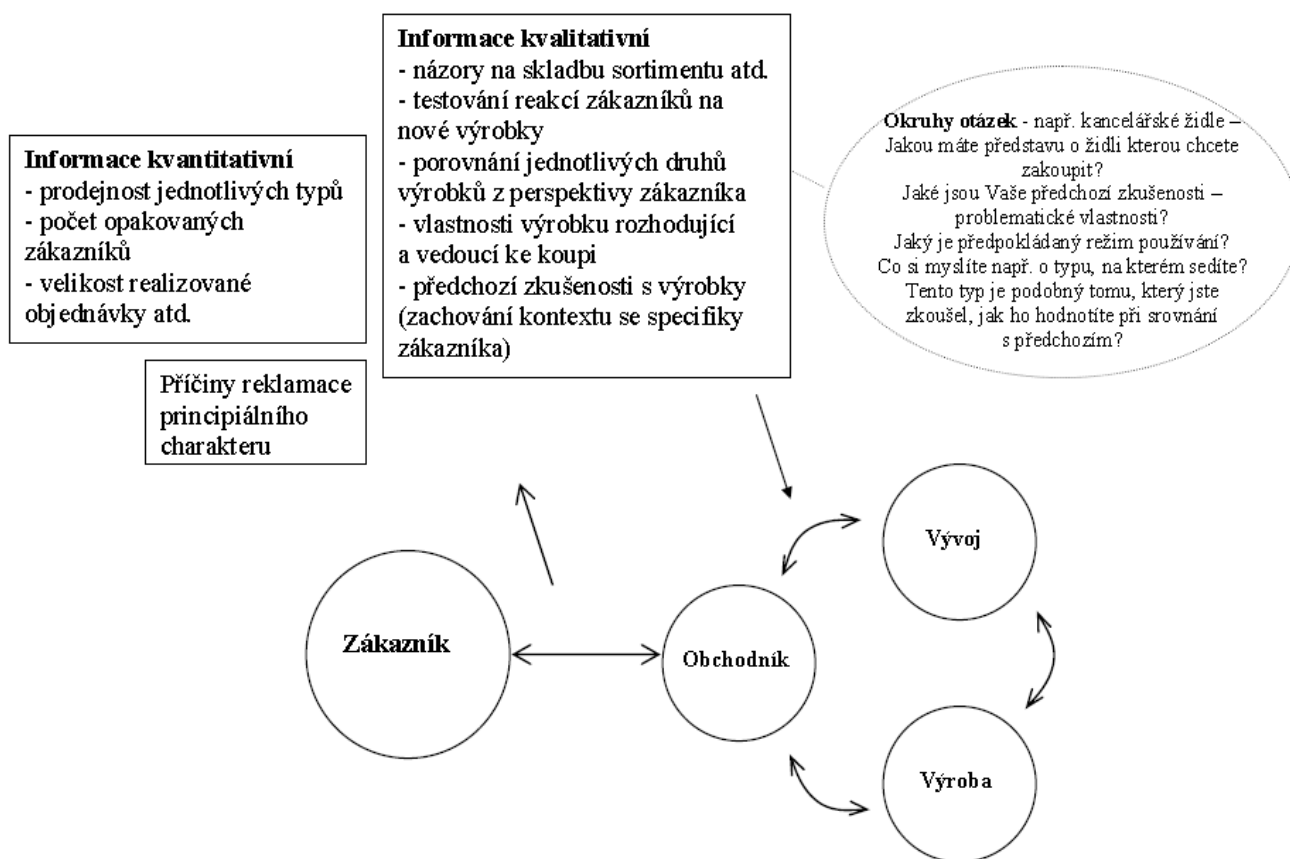 Informace kvantitativní
- prodejnost jednotlivých typů
- počet opakovaných
zákazníků
- velikost realizované
objednávky atd.
Příčiny reklamace
principiálního
charakteru
Informace kvalitativní
- názory na skladbu sortimentu atd.
- testování reakcí zákazníků na
nové výrobky
- porovnání jednotlivých druhů
výrobků z perspektivy zákazníka
- vlastnosti výrobku rozhodující
a vedoucí ke koupi
- předchozí zkušenosti s výrobky
(zachování kontextu se specifiky
zákazníka)
Okruhy otázek - např. kancelářské židle –
Jakou máte představu o židli kterou chcete
zakoupit?
Jaké jsou Vaše předchozí zkušenosti –
problematické vlastnosti?
Jaký je předpokládaný režim používání?
Co si myslíte např. o typu, na kterém sedíte?
Tento typ je podobný tomu, který jste
zkoušel, jak ho hodnotíte při srovnání
s předchozím?
Zákazník
Obchodník
Vývoj
Výroba